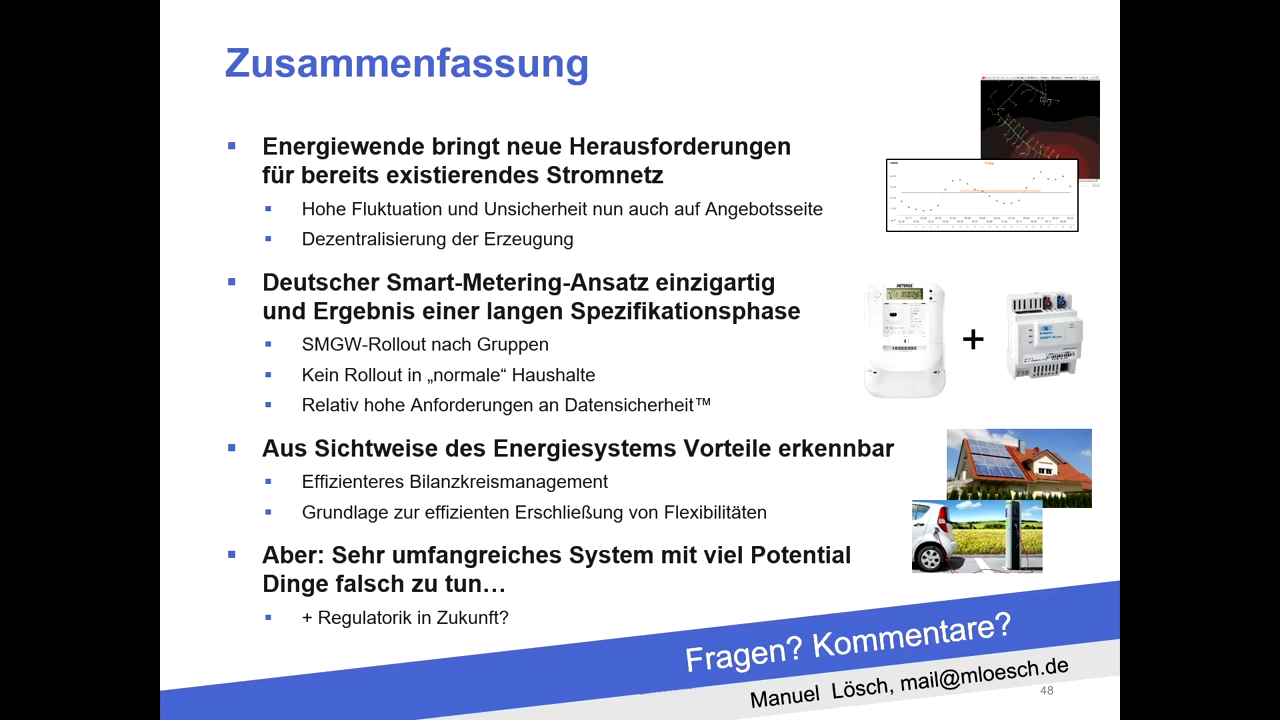 Zusammenfassung
Energiewende bringt neue Herausforderungen
für bereits existierendes Stromnetz
Hohe Fluktuation und Unsicherheit nun auch auf Angebotsseite
Dezentralisierung der Erzeugung
Deutscher Smart-Metering-Ansatz einzigartig
und Ergebnis einer langen Spezifikationsphase
SMGW-Rollout nach Gruppen
Kein Rollout in „normale“ Haushalte
Relativ hohe Anforderungen an Datensicherheit™
+
Aus Sichtweise des Energiesystems Vorteile erkennbar
Effizienteres Bilanzkreismanagement
Grundlage zur effizienten Erschließung von Flexibilitäten
Aber: Sehr umfangreiches System mit viel Potential
Dinge falsch zu tun…
+ Regulatorik in Zukunft?
Fragen? Kommentare?
Manuel Lösch, mail@mloesch.de
48